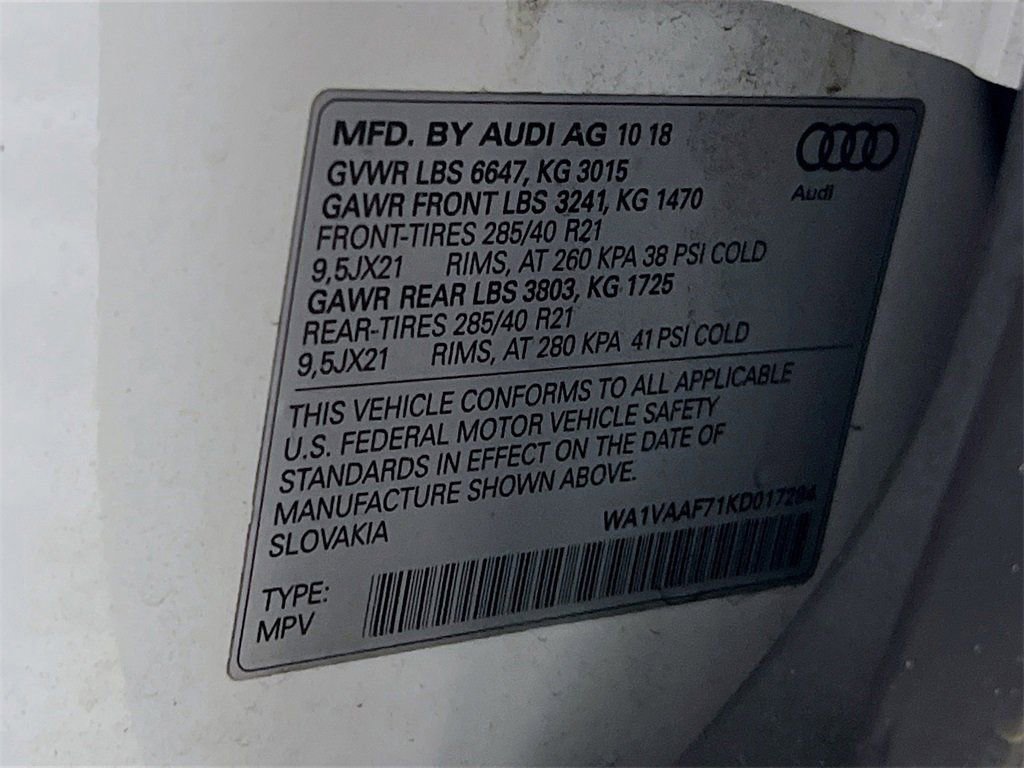 MFD. BY AUDI AG 10 18
Audi
GVWR LBS 6647, KG 3015
GAWR FRONT LBS 3241, KG 1470
FRONT-TIRES 285/40 R21
9,5JX21 RIMS, AT 260 KPA 38 PSI COLD
GAWR REAR LBS 3803, KG 1725
REAR-TIRES 285/40 R21
9,5JX21 RIMS, AT 280 KPA 41 PSI COLD
THIS VEHICLE CONFORMS TO ALL APPLICABLE
U.S. FEDERAL MOTOR VEHICLE SAFETY
STANDARDS IN EFFECT ON THE DATE OF
MANUFACTURE SHOWN ABOVE.
SLOVAKIA WA1VAAF71KD017294
TYPE:
MPV